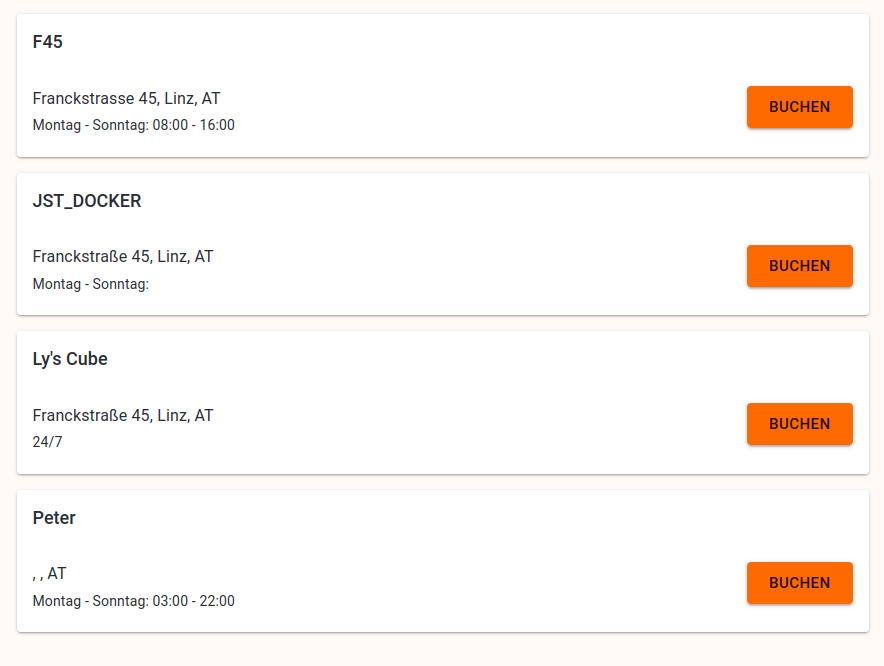 F45
Franckstrasse 45, Linz, AT
BUCHEN
Montag - Sonntag: 08:00 - 16:00
JST_DOCKER
Franckstraße 45, Linz, AT
BUCHEN
Montag - Sonntag:
Ly's Cube
Franckstraße 45, Linz, AT
BUCHEN
24/7
Peter
, , AT
BUCHEN
Montag - Sonntag: 03:00 - 22:00